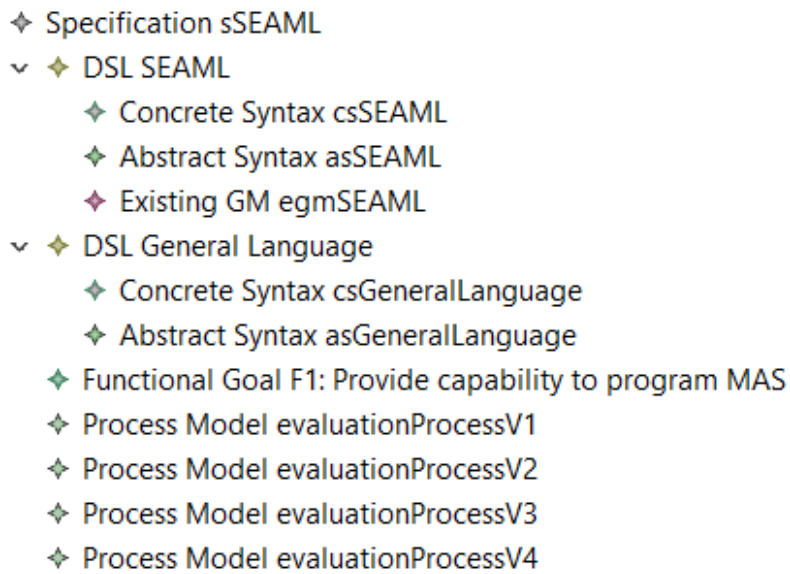 Specification sSEAML
DSL SEAML
Concrete Syntax csSEAML
Abstract Syntax asSEAML
Existing GM egmSEAML
DSL General Language
Concrete Syntax csGeneralLanguage
Abstract Syntax asGeneralLanguage
Functional Goal F1: Provide capability to program MAS
Process Model evaluationProcessV1
Process Model evaluationProcessV2
Process Model evaluationProcessV3
Process Model evaluationProcessV4